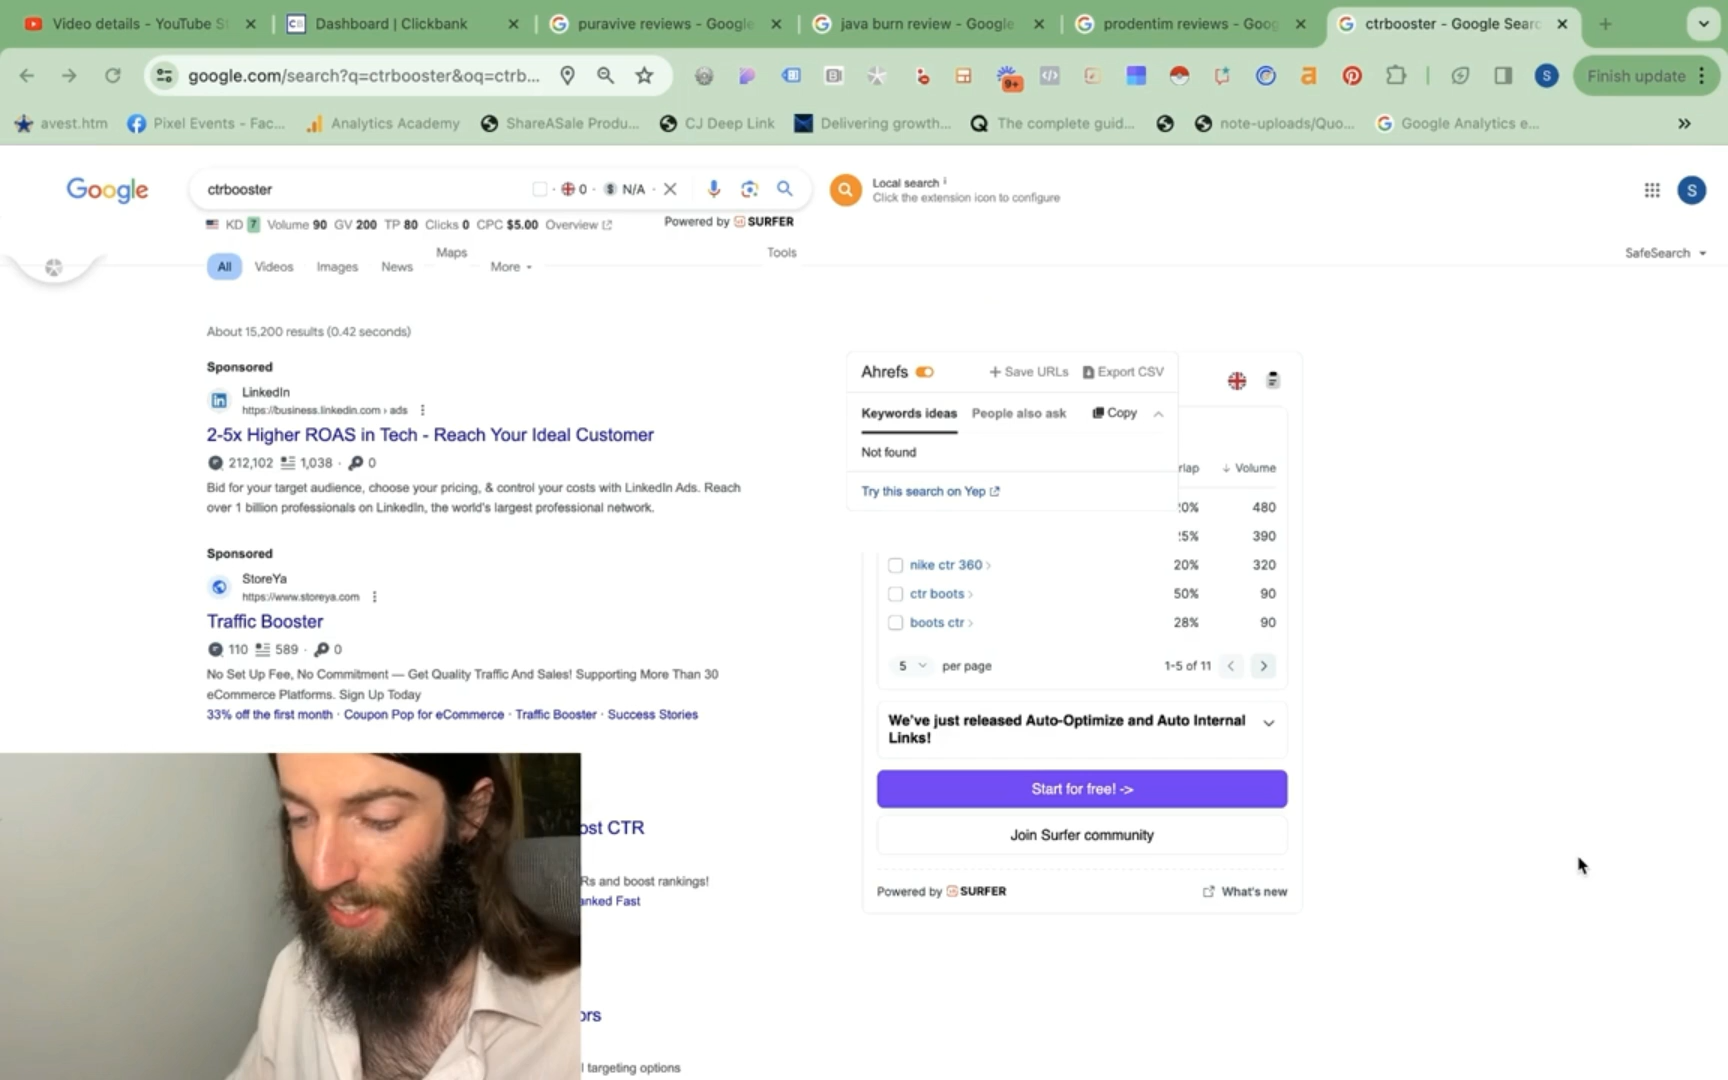 Video details - YouTube St
Dashboard | Clickbank
puravive reviews - Google
java burn review - Google
prodentim reviews - Goog
ctrbooster - Google Searc
google.com/search?q=ctrbooster&oq=ctrb...
9+
S
Finish update
avest.htm
Pixel Events - Fac...
Analytics Academy
ShareASale Produ...
CJ Deep Link
Delivering growth...
The complete guid...
note-uploads/Quo...
Google Analytics e...
Google
ctrbooster
0 · N/A
Local search
Click the extension icon to configure
S
KD 7 Volume 90 GV 200 TP 80 Clicks 0 CPC $5.00 Overview
Powered by SURFER
All
Videos
Images
News
Maps
More
Tools
SafeSearch
About 15,200 results (0.42 seconds)
Sponsored
LinkedIn
https://business.linkedin.com › ads
2-5x Higher ROAS in Tech - Reach Your Ideal Customer
212,102 1,038 · 0
Bid for your target audience, choose your pricing, & control your costs with LinkedIn Ads. Reach
over 1 billion professionals on LinkedIn, the world's largest professional network.
Sponsored
StoreYa
https://www.storeya.com
Traffic Booster
110 589 · 0
No Set Up Fee, No Commitment — Get Quality Traffic And Sales! Supporting More Than 30
eCommerce Platforms. Sign Up Today
33% off the first month · Coupon Pop for eCommerce · Traffic Booster · Success Stories
ost CTR
Rs and boost rankings!
anked Fast
ors
l targeting options
Ahrefs
+ Save URLs
Export CSV
Keywords ideas
People also ask
Copy
Not found
Try this search on Yep
rlap ↓ Volume
20% 480
25% 390
nike ctr 360 › 20% 320
ctr boots › 50% 90
boots ctr › 28% 90
5 per page
1-5 of 11
We've just released Auto-Optimize and Auto Internal
Links!
Start for free! ->
Join Surfer community
Powered by SURFER
What's new